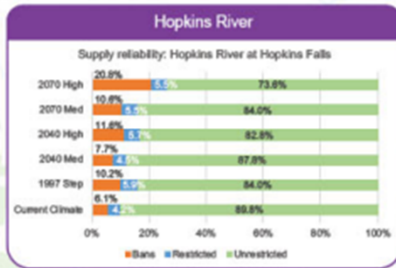 Hopkins River
Supply reliability: Hopkins River at Hopkins Falls
2070 High 20.8% 5.5% 73.6%
2070 Med 10.6% 5.5% 84.0%
2040 High 11.6% 5.7% 82.8%
2040 Med 7.7% 4.5% 87.8%
1997 Step 10.2% 5.9% 84.0%
Current Climate 6.1% 4.2% 89.8%
0% 20% 40% 60% 80% 100%
Bans Restricted Unrestricted